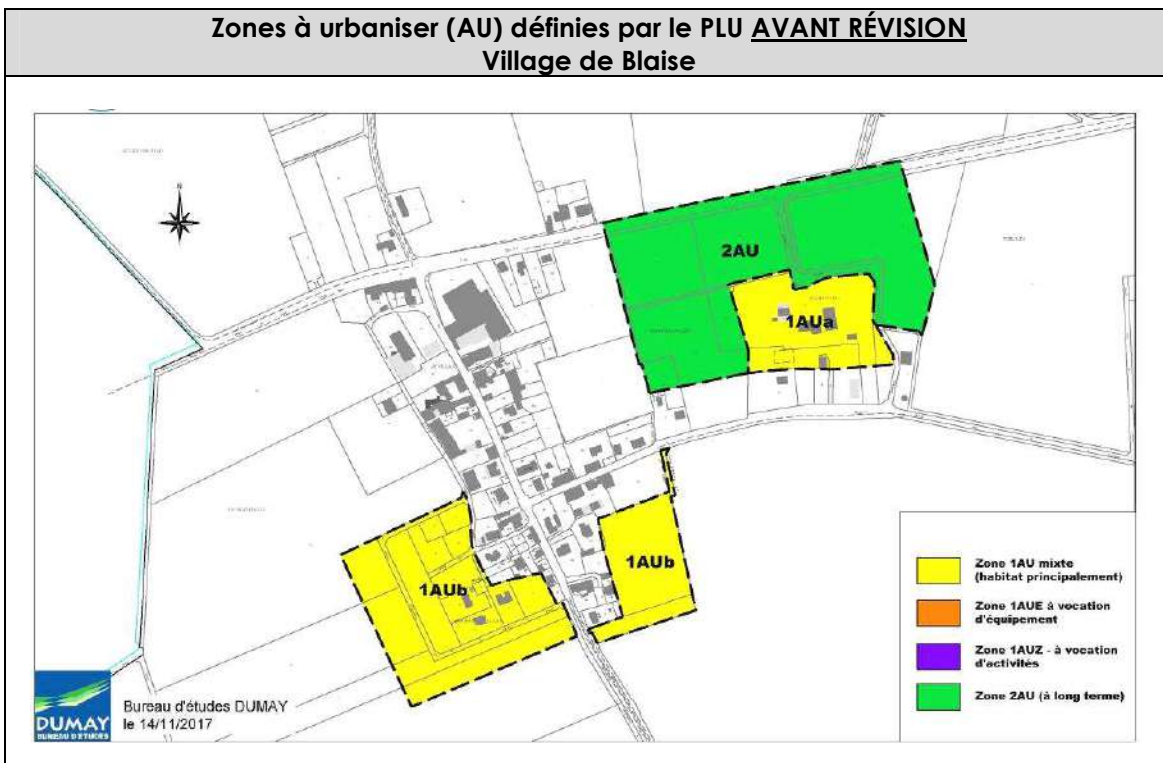 Zones à urbaniser (AU) définies par le PLU AVANT RÉVISION
Village de Blaise
N
2AU
1AUa
1AUb
1AUb
Zone 1AU mixte
(habitat principalement)
Zone 1AUE à vocation
d'équipement
Zone 1AUZ - à vocation
d'activités
Zone 2AU (à long terme)
DUMAY
BUREAU D'ÉTUDES
Bureau d'études DUMAY
le 14/11/2017